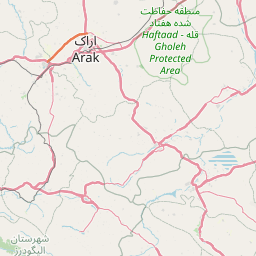 منطقه حفاظت
شده هفتاد
قله - Haftaad
Gholeh
Protected
Area
اراک
Arak
شهرستان
الیگودرز